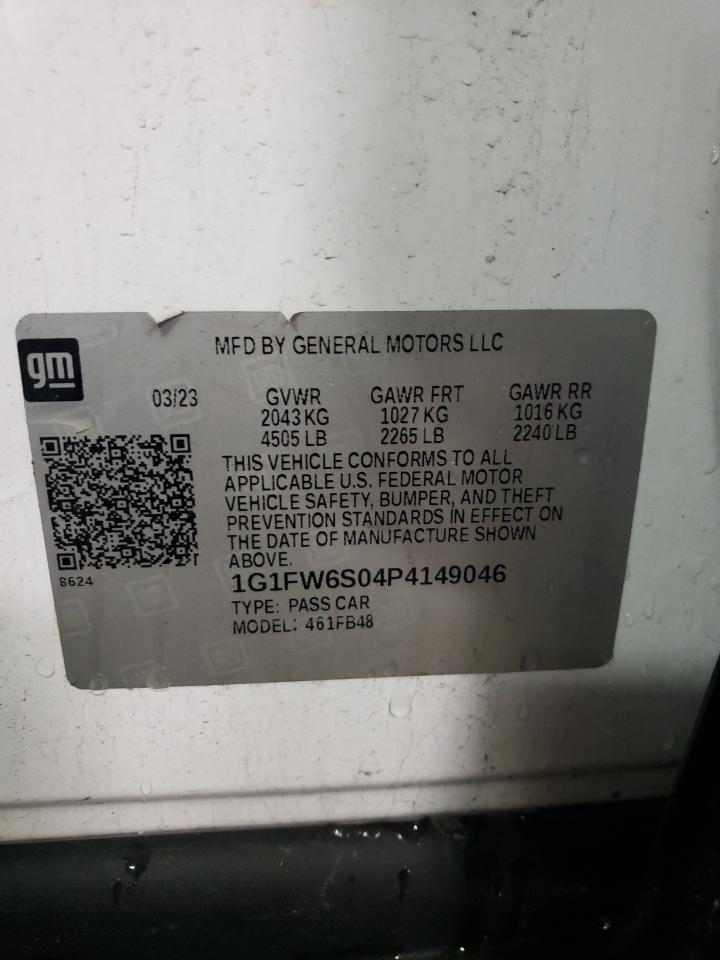 MFD BY GENERAL MOTORS LLC
gm
03/23 GVWR GAWR FRT GAWR RR
2043 KG 1027 KG 1016 KG
4505 LB 2265 LB 2240 LB
THIS VEHICLE CONFORMS TO ALL
APPLICABLE U.S. FEDERAL MOTOR
VEHICLE SAFETY, BUMPER, AND THEFT
PREVENTION STANDARDS IN EFFECT ON
THE DATE OF MANUFACTURE SHOWN
ABOVE.
8624
1G1FW6S04P4149046
TYPE: PASS CAR
MODEL: 461FB48